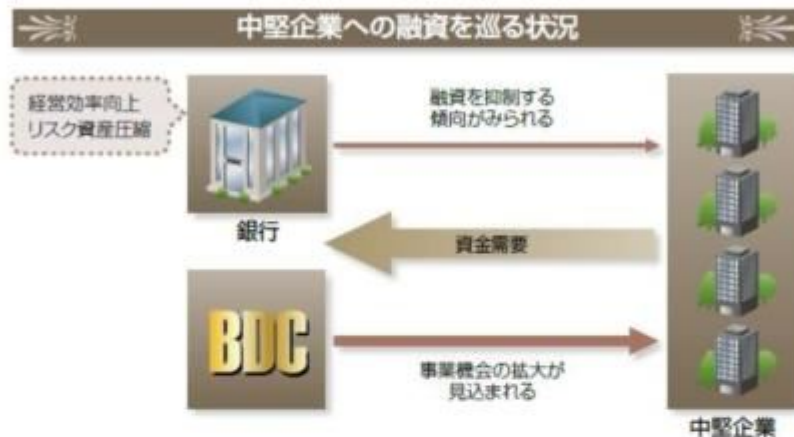 中堅企業への融資を巡る状況
経営効率向上
リスク資産圧縮
融資を抑制する
傾向がみられる
銀行
資金需要
BDC
事業機会の拡大が
見込まれる
中堅企業